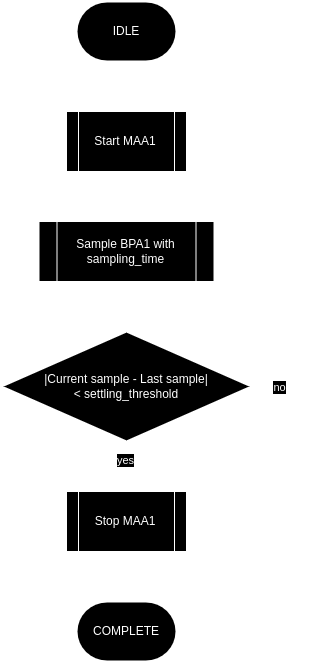 IDLE
Start MAA1
Sample BPA1 with
sampling_time
|Current sample - Last sample|
< settling_threshold
no
yes
Stop MAA1
COMPLETE